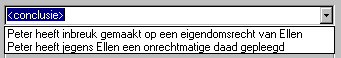 <conclusie>
Peter heeft inbreuk gemaakt op een eigendomsrecht van Ellen
Peter heeft jegens Ellen een onrechtmatige daad gepleegd